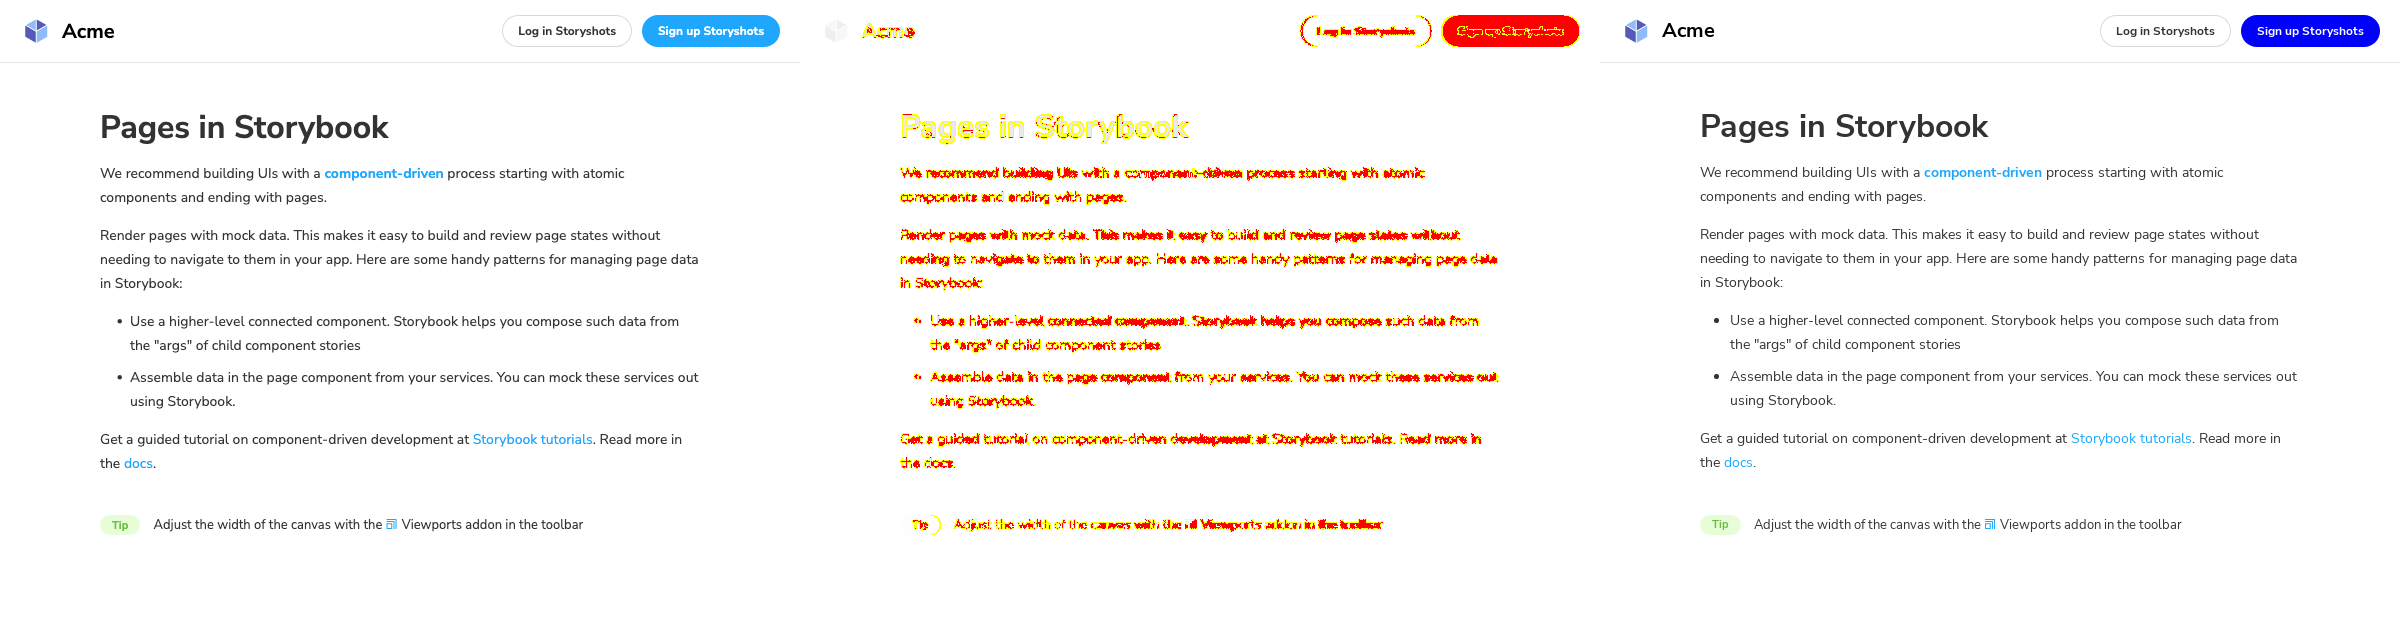 Acme
Log in Storyshots
Sign up Storyshots
Pages in Storybook
We recommend building UIs with a component-driven process starting with atomic
components and ending with pages.
Render pages with mock data. This makes it easy to build and review page states without
needing to navigate to them in your app. Here are some handy patterns for managing page data
in Storybook:
• Use a higher-level connected component. Storybook helps you compose such data from
the "args" of child component stories
• Assemble data in the page component from your services. You can mock these services out
using Storybook.
Get a guided tutorial on component-driven development at Storybook tutorials. Read more in
the docs.
Tip
Adjust the width of the canvas with the Viewports addon in the toolbar
Acme
Log in Storyshots
Sign up Storyshots
Pages in Storybook
We recommend building UIs with a component-driven process starting with atomic
components and ending with pages.
Render pages with mock data. This makes it easy to build and review page states without
needing to navigate to them in your app. Here are some handy patterns for managing page data
in Storybook:
Use a higher-level connected component. Storybook helps you compose such data from
the "args" of child component stories
Assemble data in the page component from your services. You can mock these services out
using Storybook.
Get a guided tutorial on component-driven development at Storybook tutorials. Read more in
the docs.
Tip
Adjust the width of the canvas with the Viewports addon in the toolbar
Acme
Log in Storyshots
Sign up Storyshots
Pages in Storybook
We recommend building UIs with a component-driven process starting with atomic
components and ending with pages.
Render pages with mock data. This makes it easy to build and review page states without
needing to navigate to them in your app. Here are some handy patterns for managing page data
in Storybook:
• Use a higher-level connected component. Storybook helps you compose such data from
the "args" of child component stories
• Assemble data in the page component from your services. You can mock these services out
using Storybook.
Get a guided tutorial on component-driven development at Storybook tutorials. Read more in
the docs.
Tip
Adjust the width of the canvas with the Viewports addon in the toolbar